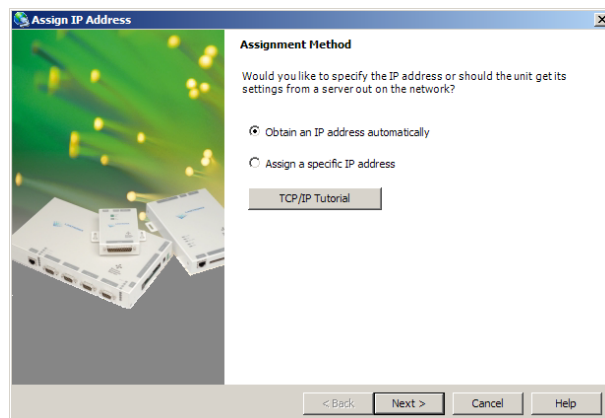 Assign IP Address
Assignment Method
Would you like to specify the IP address or should the unit get its
settings from a server out on the network?
Obtain an IP address automatically
Assign a specific IP address
TCP/IP Tutorial
< Back
Next >
Cancel
Help